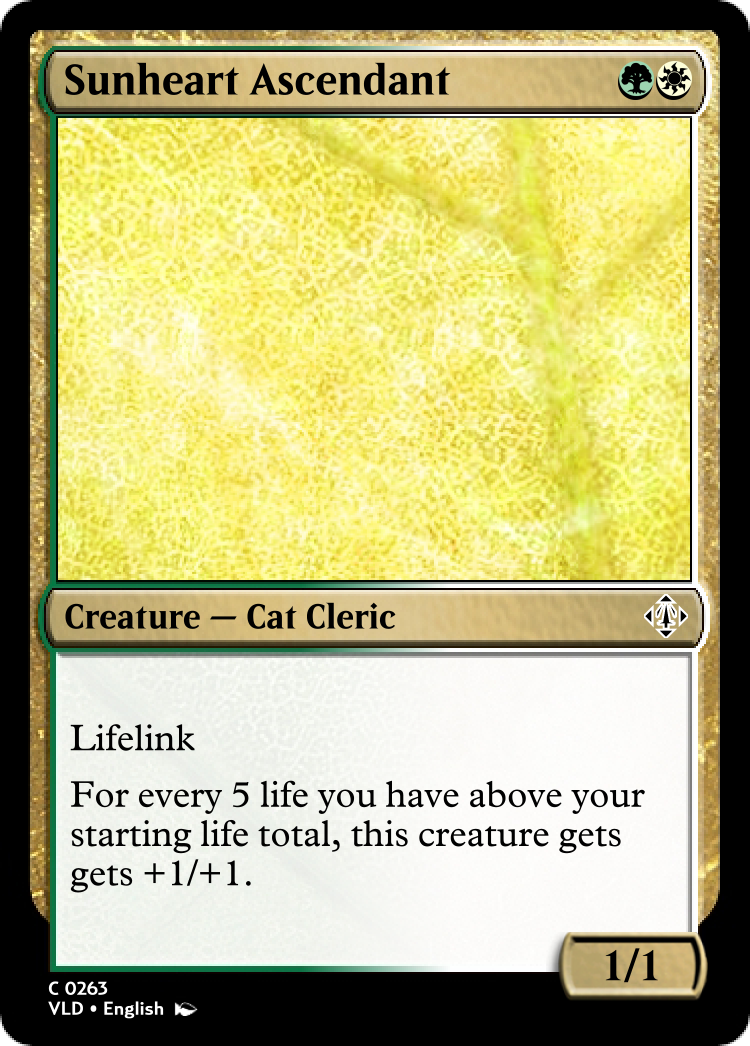 Sunheart Ascendant
Creature — Cat Cleric
Lifelink
For every 5 life you have above your
starting life total, this creature gets
gets +1/+1.
1/1
C 0263
VLD • English